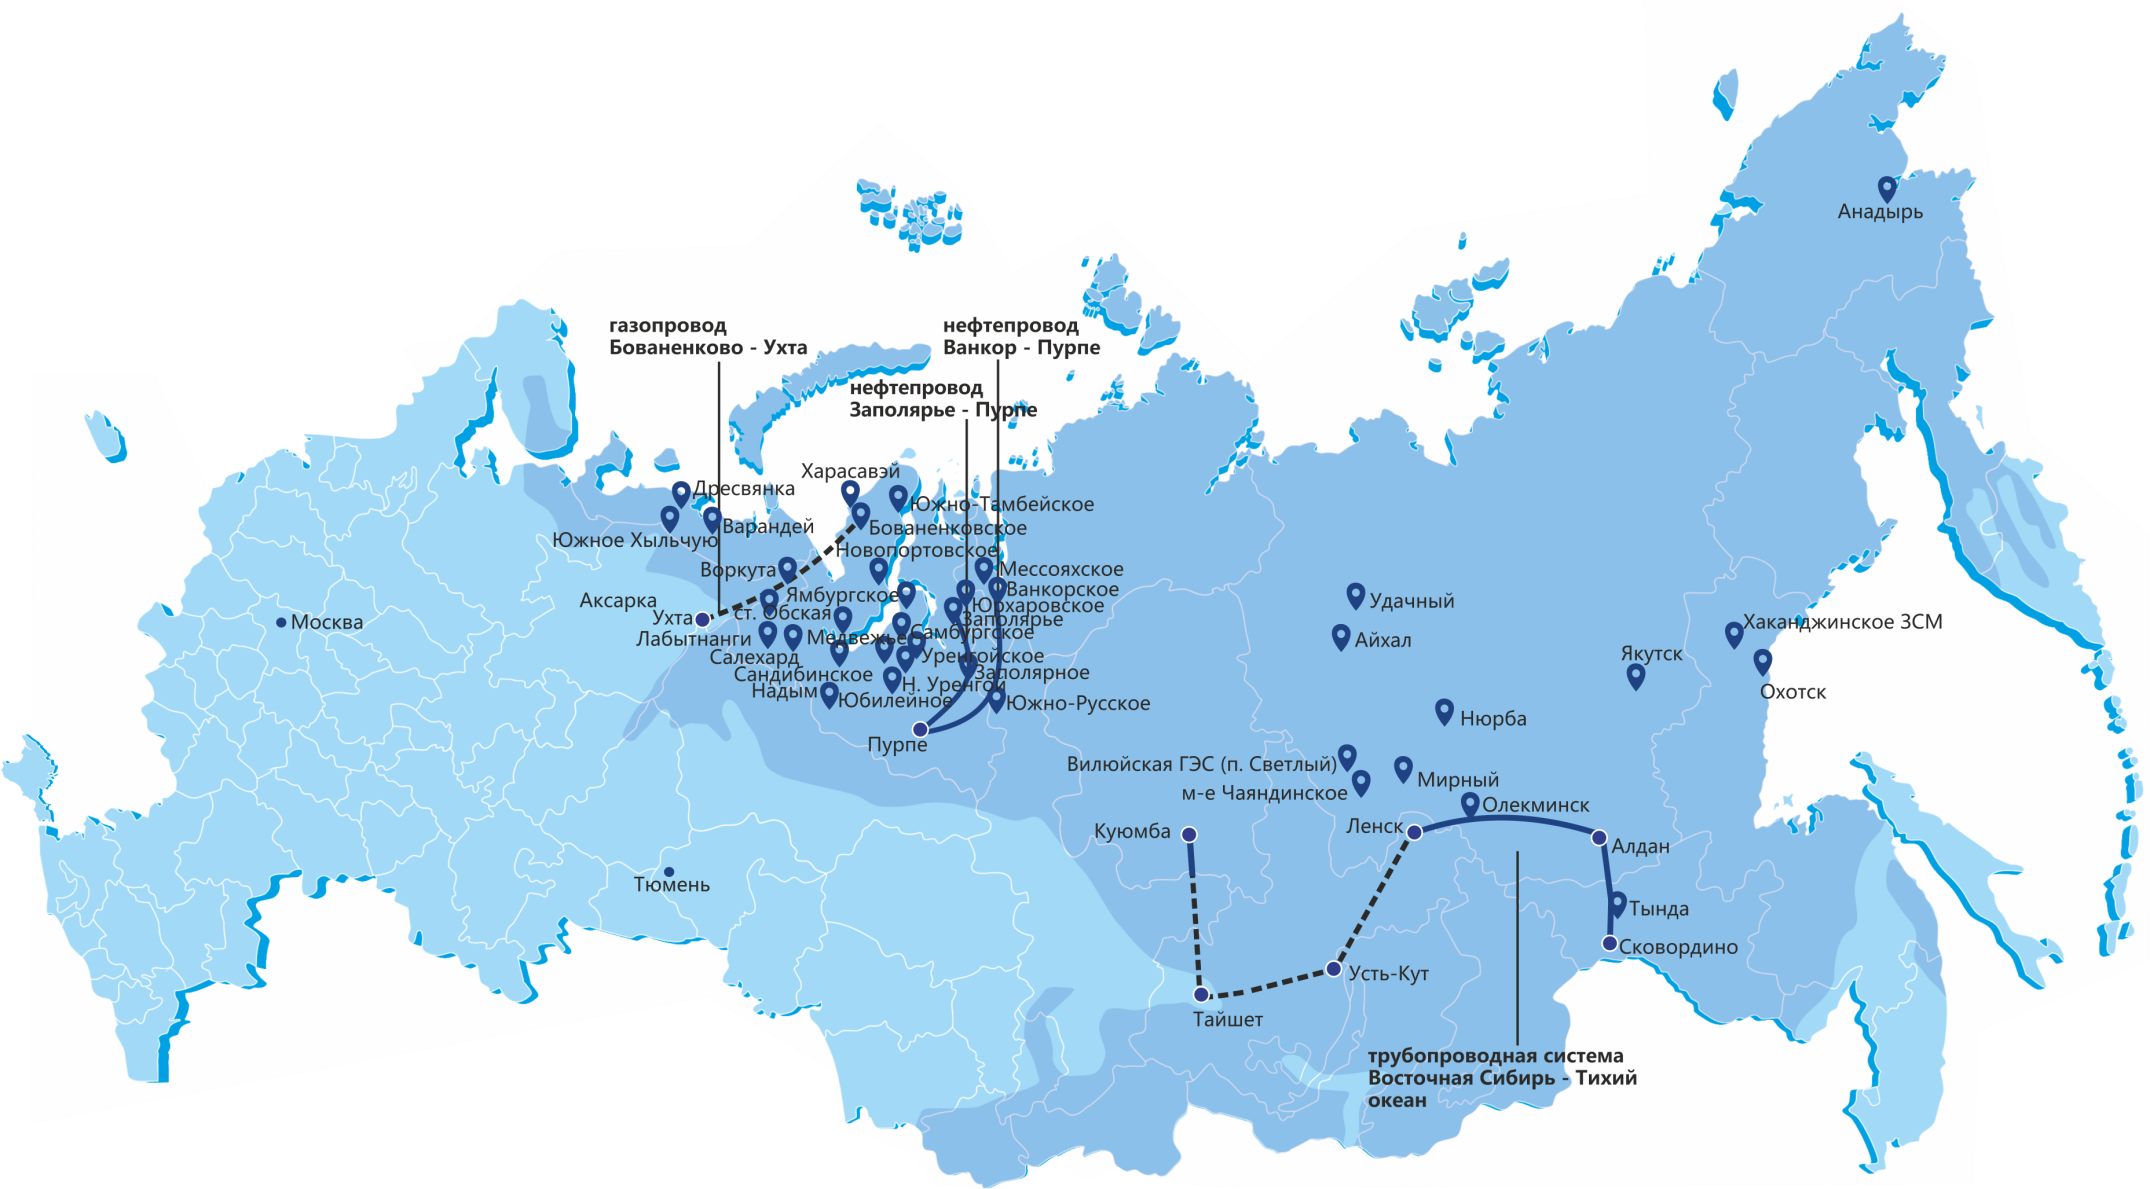 Анадырь
газопровод
Бованенково - Ухта
нефтепровод
Ванкор - Пурпе
нефтепровод
Заполярье - Пурпе
Харасавэй
Дресвянка
Южно-Тамбейское
Варандей
Бованенковское
Южное Хыльчую
Новопортовское
Воркута
Мессояхское
Ванкорское
Ямбургское
Аксарка
Юрхаровское
ст. Обская
Заполярье
Ухта
Самбургское
Лабытнанги
Медвежье
Салехард
Уренгойское
Сандибинское
Заполярное
Н. Уренгой
Надым
Юбилейное
Южно-Русское
Пурпе
Москва
Тюмень
Удачный
Айхал
Хаканджинское ЗСМ
Якутск
Охотск
Нюрба
Вилюйская ГЭС (п. Светлый)
Мирный
м-е Чаяндинское
Олекминск
Куюмба
Ленск
Алдан
Тында
Сковордино
Усть-Кут
Тайшет
трубопроводная система
Восточная Сибирь - Тихий
океан